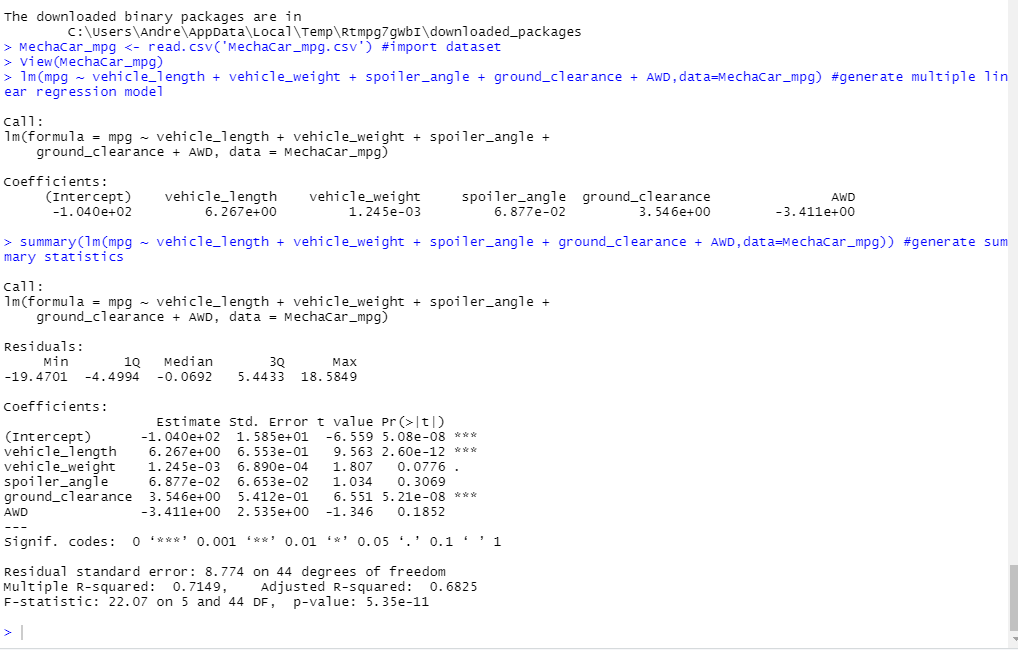 The downloaded binary packages are in
        C:\Users\Andre\AppData\Local\Temp\Rtmpg7gWbI\downloaded_packages
> MechaCar_mpg <- read.csv('MechaCar_mpg.csv') #import dataset
> View(MechaCar_mpg)
> lm(mpg ~ vehicle_length + vehicle_weight + spoiler_angle + ground_clearance + AWD,data=MechaCar_mpg) #generate multiple lin
ear regression model

Call:
lm(formula = mpg ~ vehicle_length + vehicle_weight + spoiler_angle + 
    ground_clearance + AWD, data = MechaCar_mpg)

Coefficients:
     (Intercept)    vehicle_length    vehicle_weight     spoiler_angle  ground_clearance               AWD
      -1.040e+02         6.267e+00         1.245e-03         6.877e-02         3.546e+00        -3.411e+00

> summary(lm(mpg ~ vehicle_length + vehicle_weight + spoiler_angle + ground_clearance + AWD,data=MechaCar_mpg)) #generate sum
mary statistics

Call:
lm(formula = mpg ~ vehicle_length + vehicle_weight + spoiler_angle + 
    ground_clearance + AWD, data = MechaCar_mpg)

Residuals:
     Min       1Q   Median       3Q      Max
-19.4701  -4.4994  -0.0692   5.4433  18.5849

Coefficients:
                   Estimate Std. Error t value Pr(>|t|)
(Intercept)      -1.040e+02  1.585e+01  -6.559 5.08e-08 ***
vehicle_length    6.267e+00  6.553e-01   9.563 2.60e-12 ***
vehicle_weight    1.245e-03  6.890e-04   1.807   0.0776 .
spoiler_angle     6.877e-02  6.653e-02   1.034   0.3069
ground_clearance  3.546e+00  5.412e-01   6.551 5.21e-08 ***
AWD              -3.411e+00  2.535e+00  -1.346   0.1852
---
Signif. codes:  0 ‘***’ 0.001 ‘**’ 0.01 ‘*’ 0.05 ‘.’ 0.1 ‘ ’ 1

Residual standard error: 8.774 on 44 degrees of freedom
Multiple R-squared:  0.7149,    Adjusted R-squared:  0.6825
F-statistic: 22.07 on 5 and 44 DF,  p-value: 5.35e-11

>